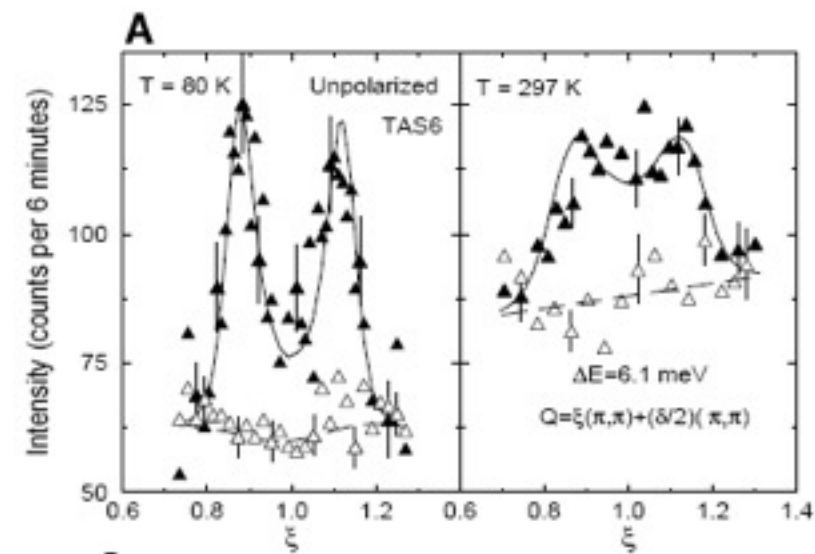 A
T = 80 K
Unpolarized
TAS6
T = 297 K
Intensity (counts per 6 minutes)
125
100
75
50
ΔE=6.1 meV
Q=ξ(π,π)+(δ/2)( π,π)
0.6
0.8
1.0
1.2
0.6
0.8
1.0
1.2
1.4
ξ
ξ